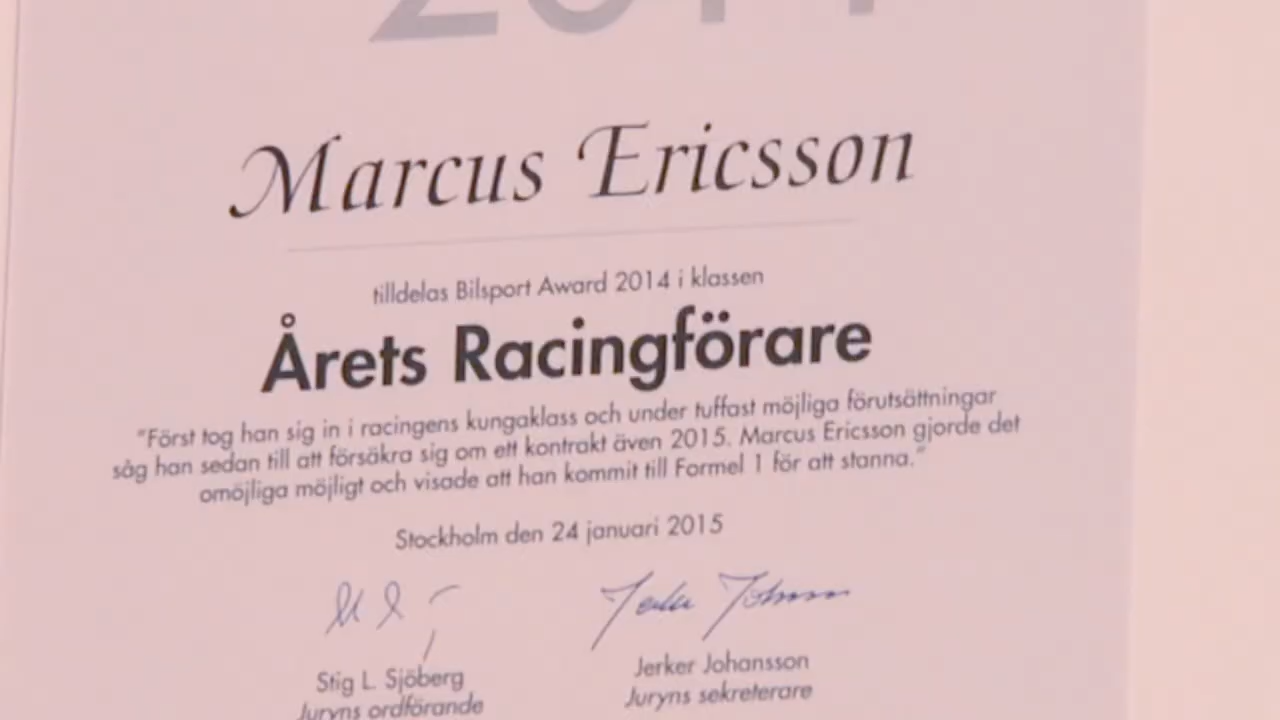 2014
Marcus Ericsson
tilldelas Bilsport Award 2014 i klassen
Årets Racingförare
"Först tog han sig in i racingens kungaklass och under tuffast möjliga förutsättningar
såg han sedan till att försäkra sig om ett kontrakt även 2015. Marcus Ericsson gjorde det
omöjliga möjligt och visade att han kommit till Formel 1 för att stanna."
Stockholm den 24 januari 2015
Jerker Johansson
Stig L. Sjöberg
Juryns sekreterare
Juryns ordförande